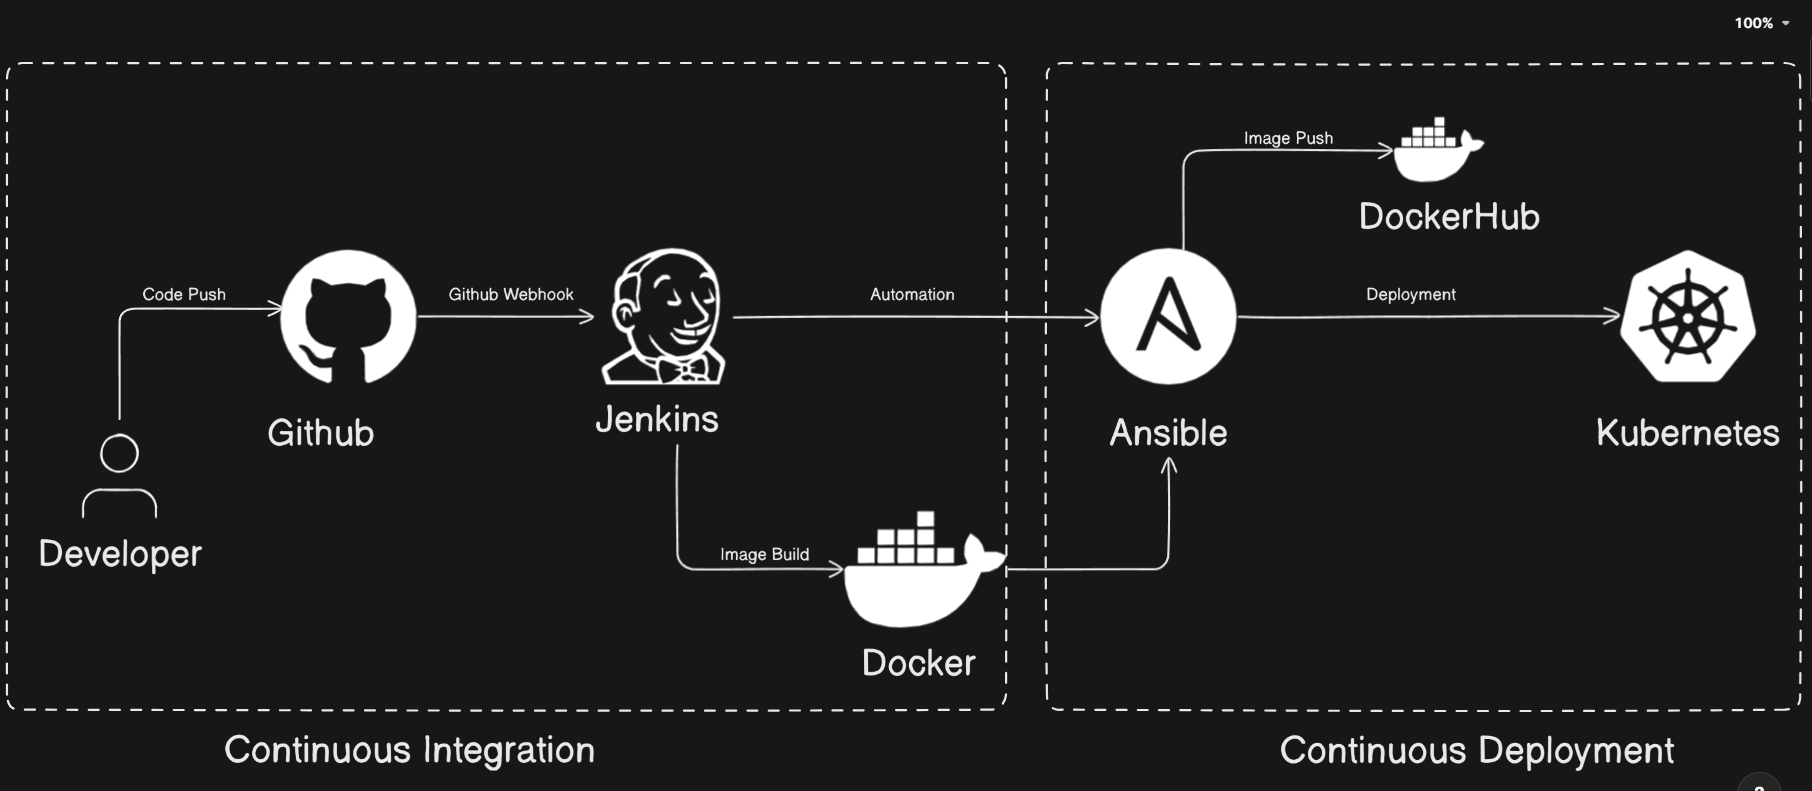 100%
Image Push
DockerHub
Code Push
Github Webhook
Automation
Deployment
Github
Jenkins
Ansible
Kubernetes
Developer
Image Build
Docker
Continuous Integration
Continuous Deployment